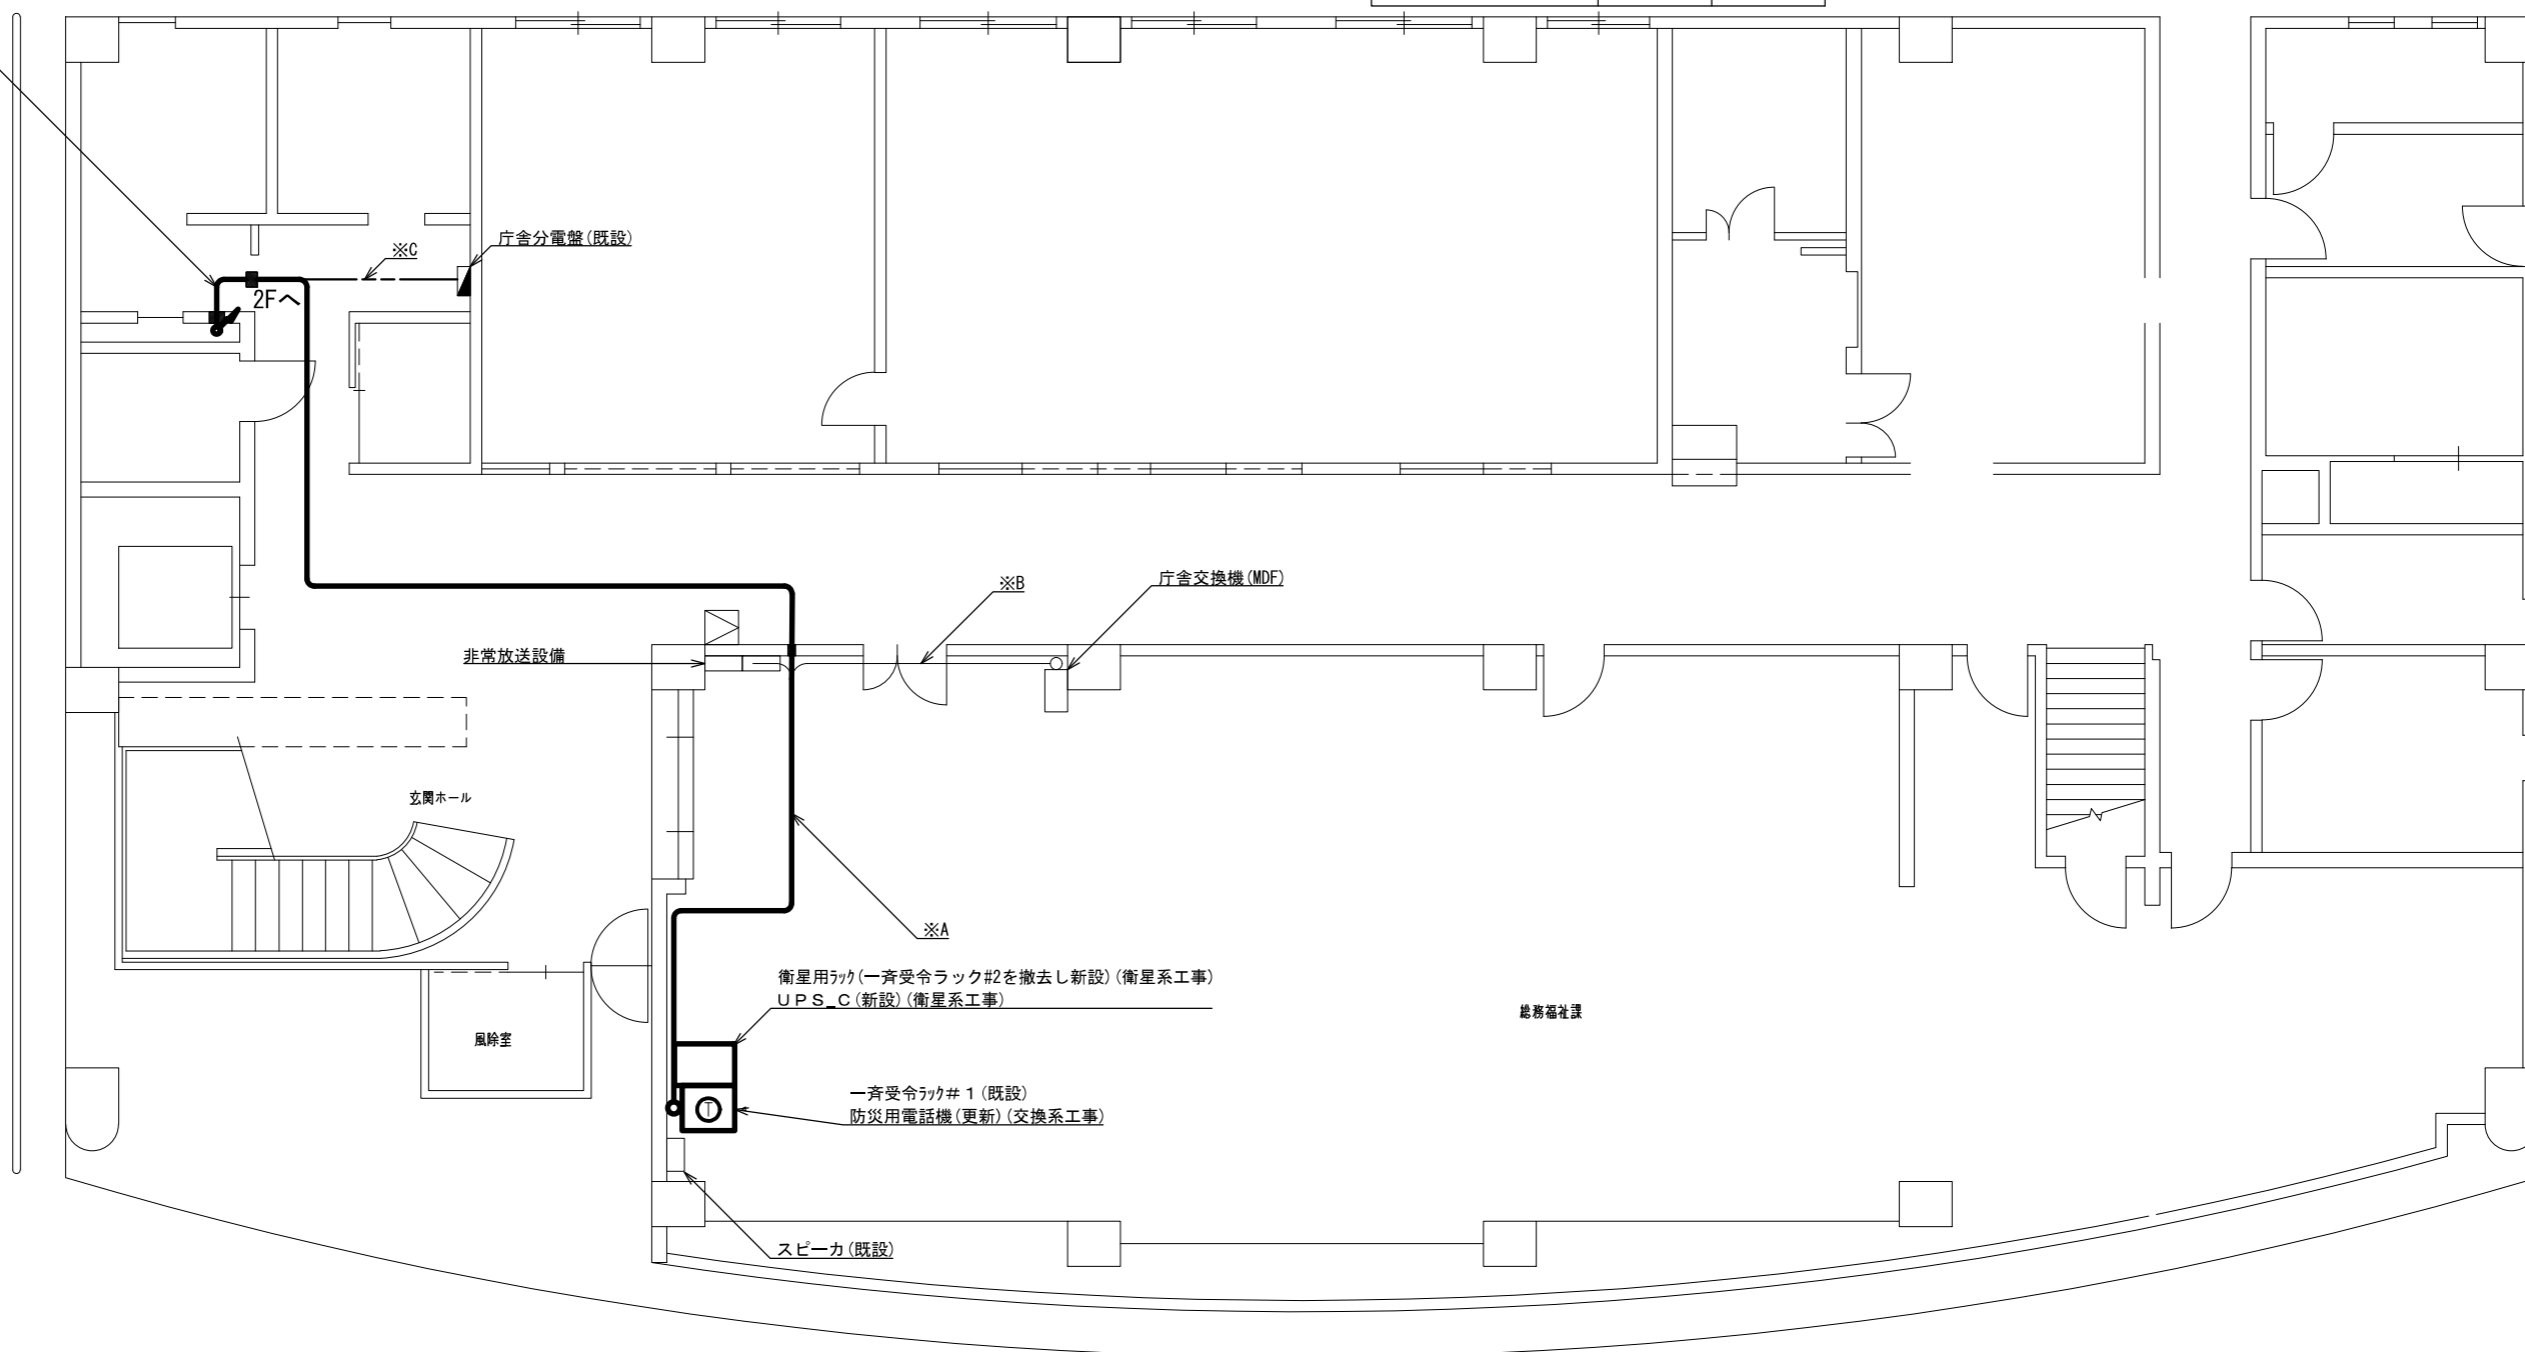 庁舎分電盤(既設)
※C
2Fへ
※B
庁舎交換機(MDF)
非常放送設備
玄関ホール
※A
衛星用ﾗｯｸ(一斉受令ラック#2を撤去し新設)(衛星系工事)
ＵＰＳ_Ｃ(新設)(衛星系工事)
総務福祉課
風除室
一斉受令ﾗｯｸ＃１(既設)
防災用電話機(更新)(交換系工事)
T
スピーカ(既設)